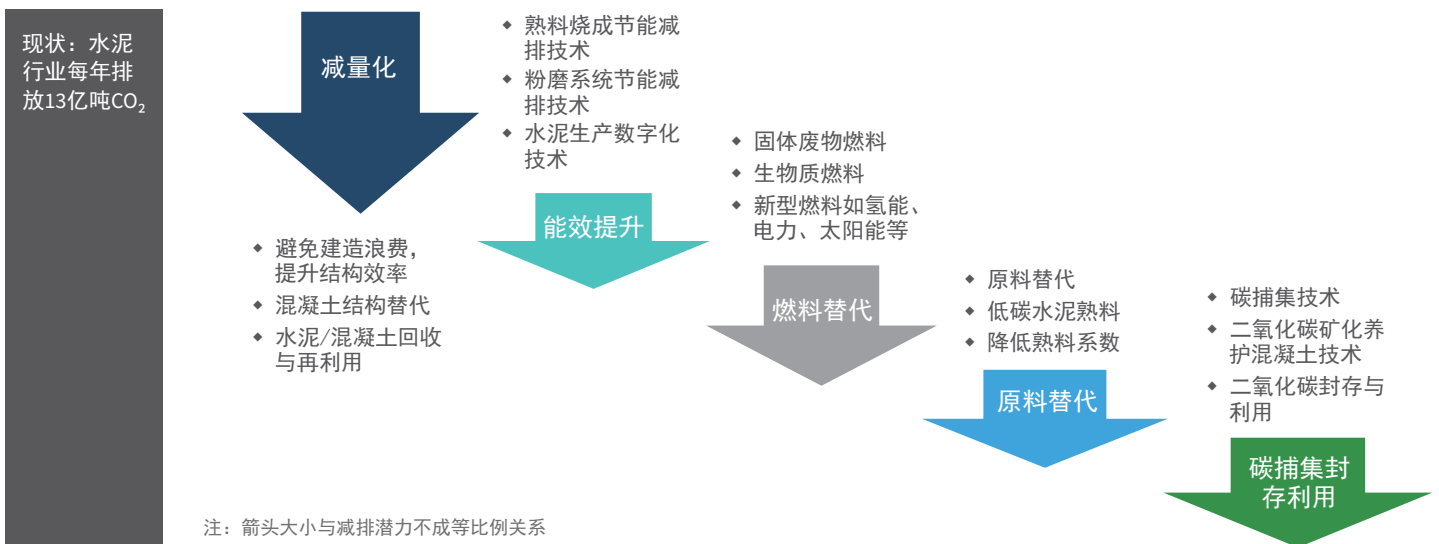 现状：水泥
行业每年排
放13亿吨CO₂
减量化
◆ 避免建造浪费，
提升结构效率
◆ 混凝土结构替代
◆ 水泥/混凝土回收
与再利用
◆ 熟料烧成节能减
排技术
◆ 粉磨系统节能减
排技术
◆ 水泥生产数字化
技术
能效提升
◆ 固体废物燃料
◆ 生物质燃料
◆ 新型燃料如氢能、
电力、太阳能等
燃料替代
◆ 原料替代
◆ 低碳水泥熟料
◆ 降低熟料系数
原料替代
◆ 碳捕集技术
◆ 二氧化碳矿化养
护混凝土技术
◆ 二氧化碳封存与
利用
碳捕集封
存利用
注：箭头大小与减排潜力不成等比例关系